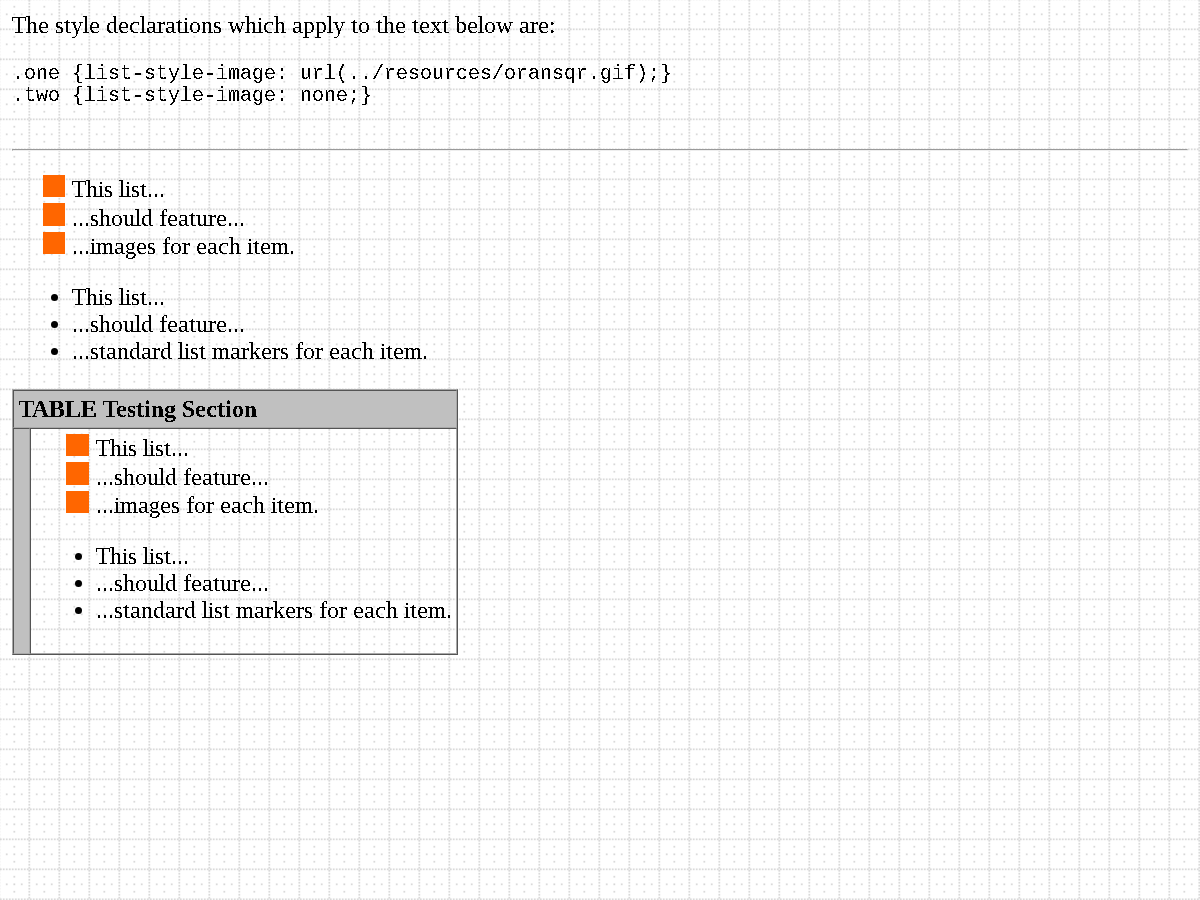 The style declarations which apply to the text below are:
.one {list-style-image: url(../resources/oransqr.gif);}
.two {list-style-image: none;}
This list...
...should feature...
...images for each item.
This list...
...should feature...
...standard list markers for each item.
TABLE Testing Section
This list...
...should feature...
...images for each item.
This list...
...should feature...
...standard list markers for each item.